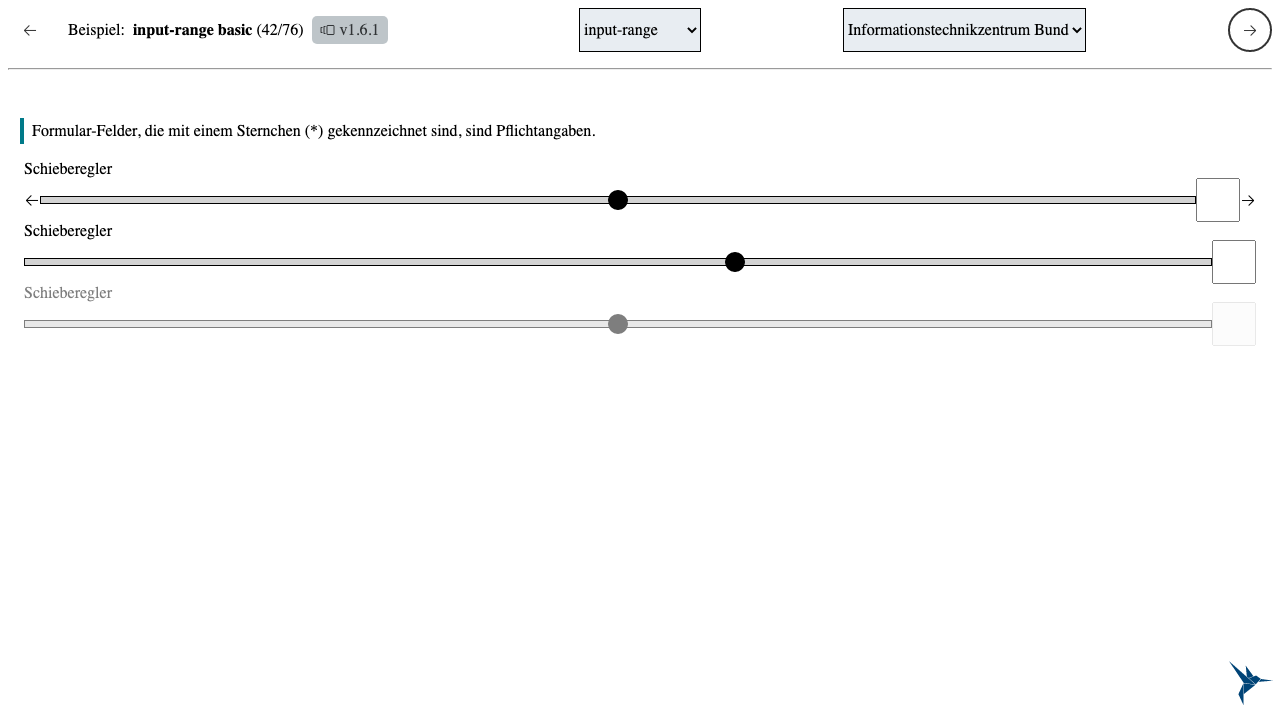 Beispiel: input-range basic (42/76) v1.6.1 input-range Informationstechnikzentrum Bund
Formular-Felder, die mit einem Sternchen (*) gekennzeichnet sind, sind Pflichtangaben.
Schieberegler
Schieberegler
Schieberegler